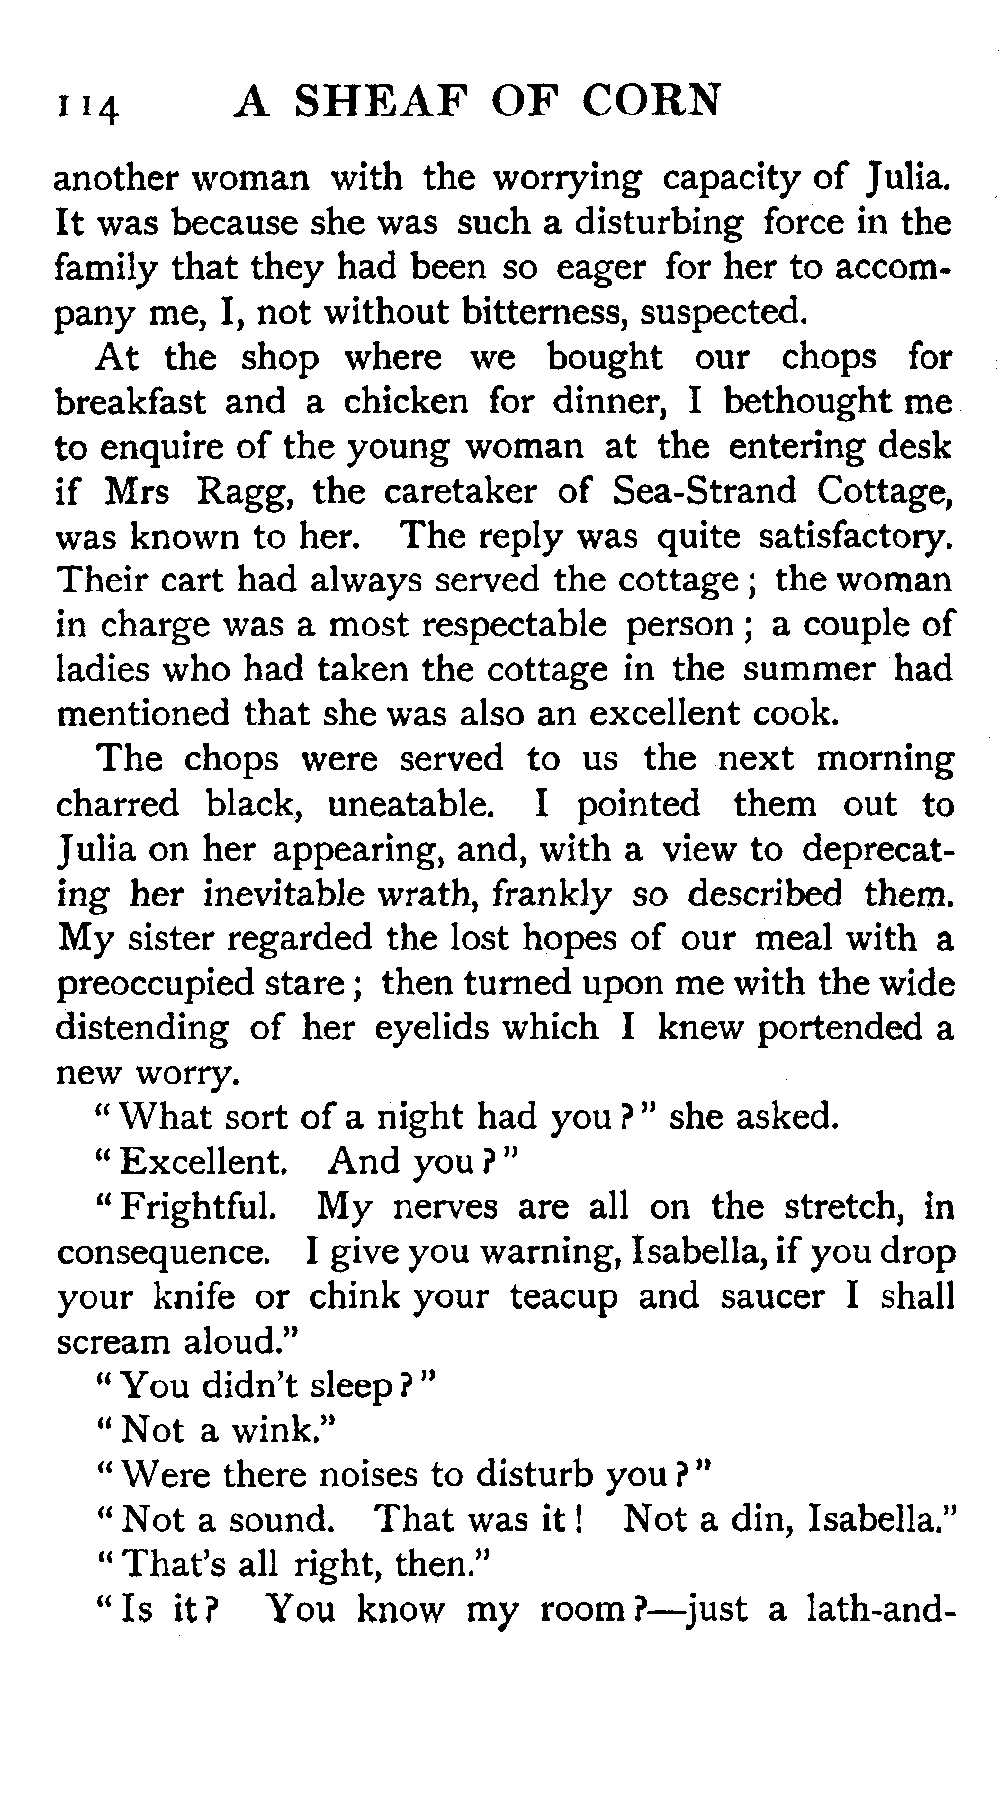 114 A SHEAF OF CORN
another woman with the worrying capacity of Julia.
It was because she was such a disturbing force in the
family that they had been so eager for her to accom-
pany me, I, not without bitterness, suspected.
At the shop where we bought our chops for
breakfast and a chicken for dinner, I bethought me
to enquire of the young woman at the entering desk
if Mrs Ragg, the caretaker of Sea-Strand Cottage,
was known to her. The reply was quite satisfactory.
Their cart had always served the cottage; the woman
in charge was a most respectable person; a couple of
ladies who had taken the cottage in the summer had
mentioned that she was also an excellent cook.
The chops were served to us the next morning
charred black, uneatable. I pointed them out to
Julia on her appearing, and, with a view to deprecat-
ing her inevitable wrath, frankly so described them.
My sister regarded the lost hopes of our meal with a
preoccupied stare; then turned upon me with the wide
distending of her eyelids which I knew portended a
new worry.
"What sort of a night had you?" she asked.
"Excellent. And you?"
"Frightful. My nerves are all on the stretch, in
consequence. I give you warning, Isabella, if you drop
your knife or chink your teacup and saucer I shall
scream aloud."
"You didn't sleep?"
"Not a wink."
"Were there noises to disturb you?"
"Not a sound. That was it! Not a din, Isabella."
"That's all right, then."
"Is it? You know my room?—just a lath-and-